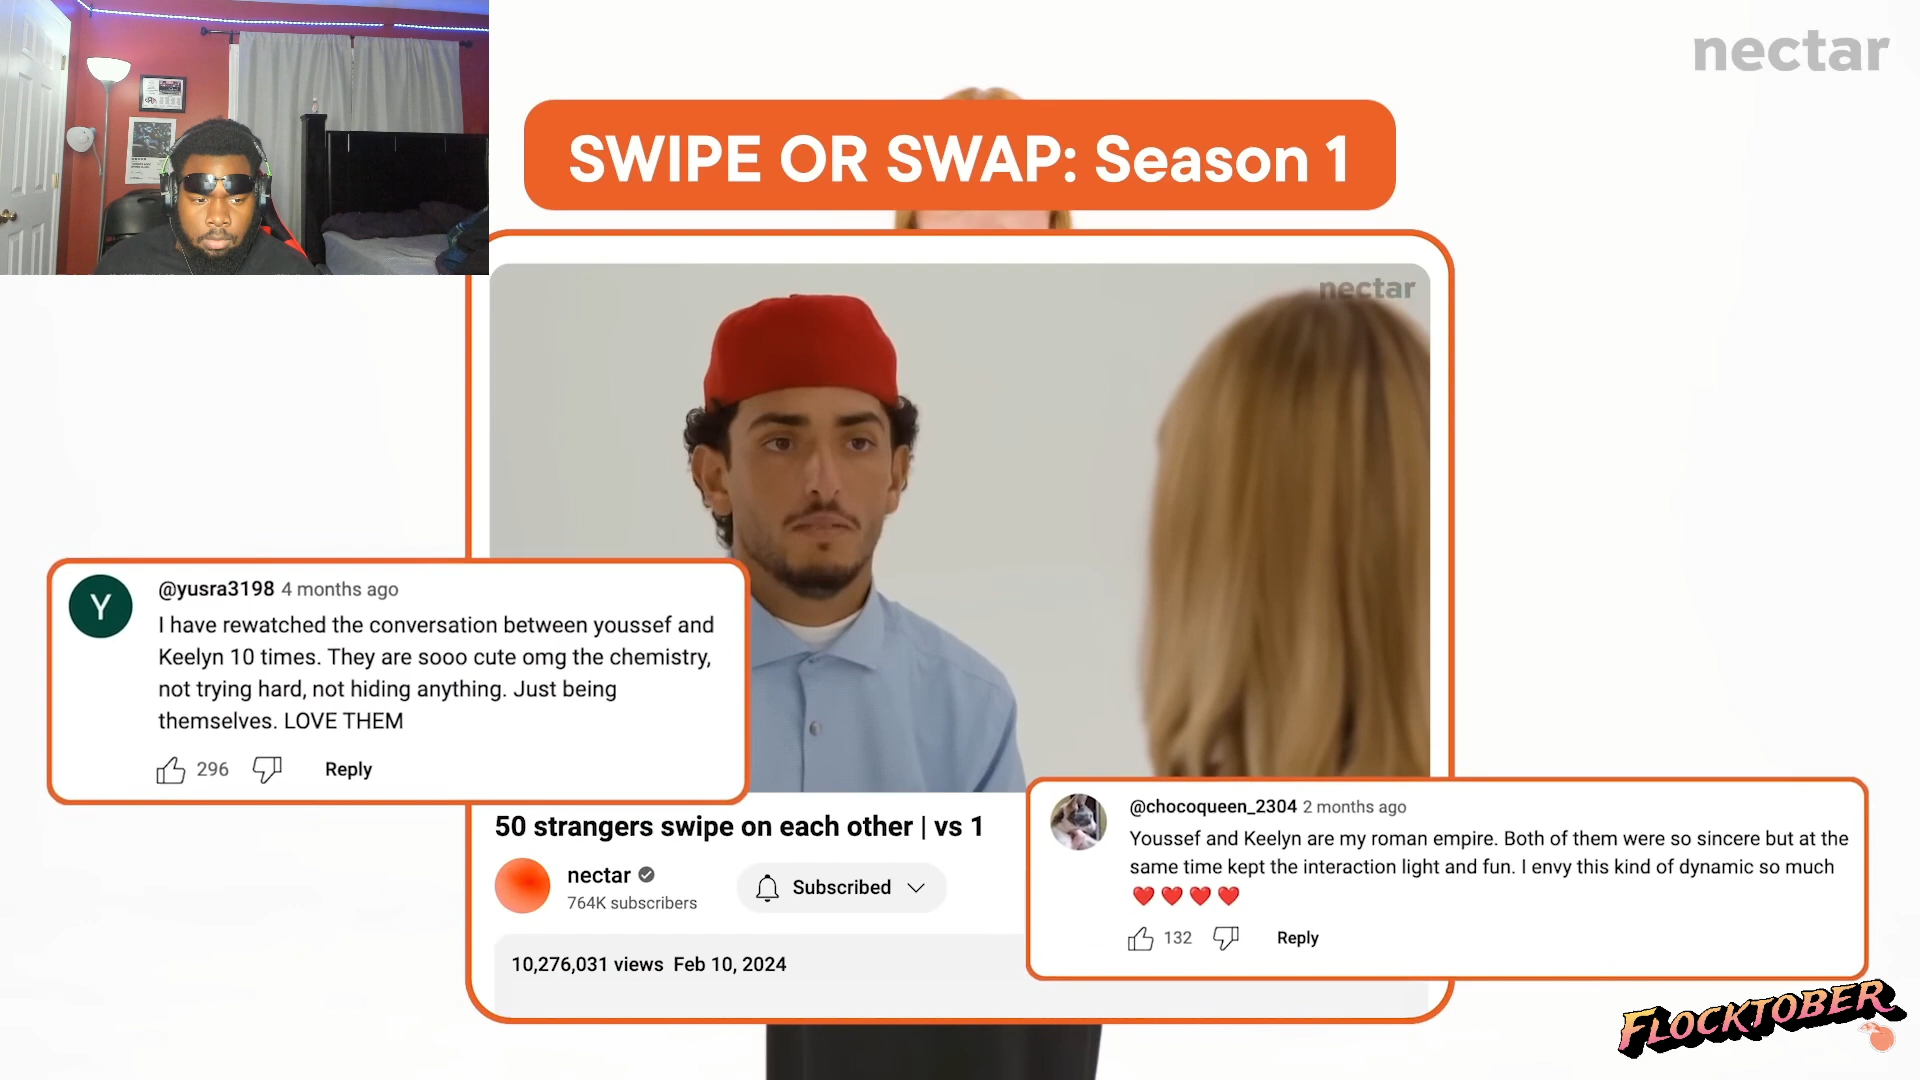 nectar
SWIPE OR SWAP: Season 1
nectar
@yusra3198 4 months ago
I have rewatched the conversation between youssef and
Keelyn 10 times. They are sooo cute omg the chemistry,
not trying hard, not hiding anything. Just being
themselves. LOVE THEM
296 Reply
50 strangers swipe on each other | vs 1
nectar
764K subscribers
Subscribed
10,276,031 views Feb 10, 2024
@chocoqueen_2304 2 months ago
Youssef and Keelyn are my roman empire. Both of them were so sincere but at the
same time kept the interaction light and fun. I envy this kind of dynamic so much
❤️❤️❤️❤️
132 Reply
FLOCKTOBER